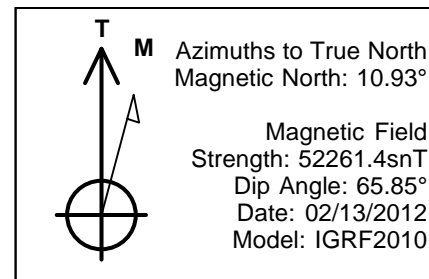 T
M
Azimuths to True North
Magnetic North: 10.93°
Magnetic Field
Strength: 52261.4snT
Dip Angle: 65.85°
Date: 02/13/2012
Model: IGRF2010